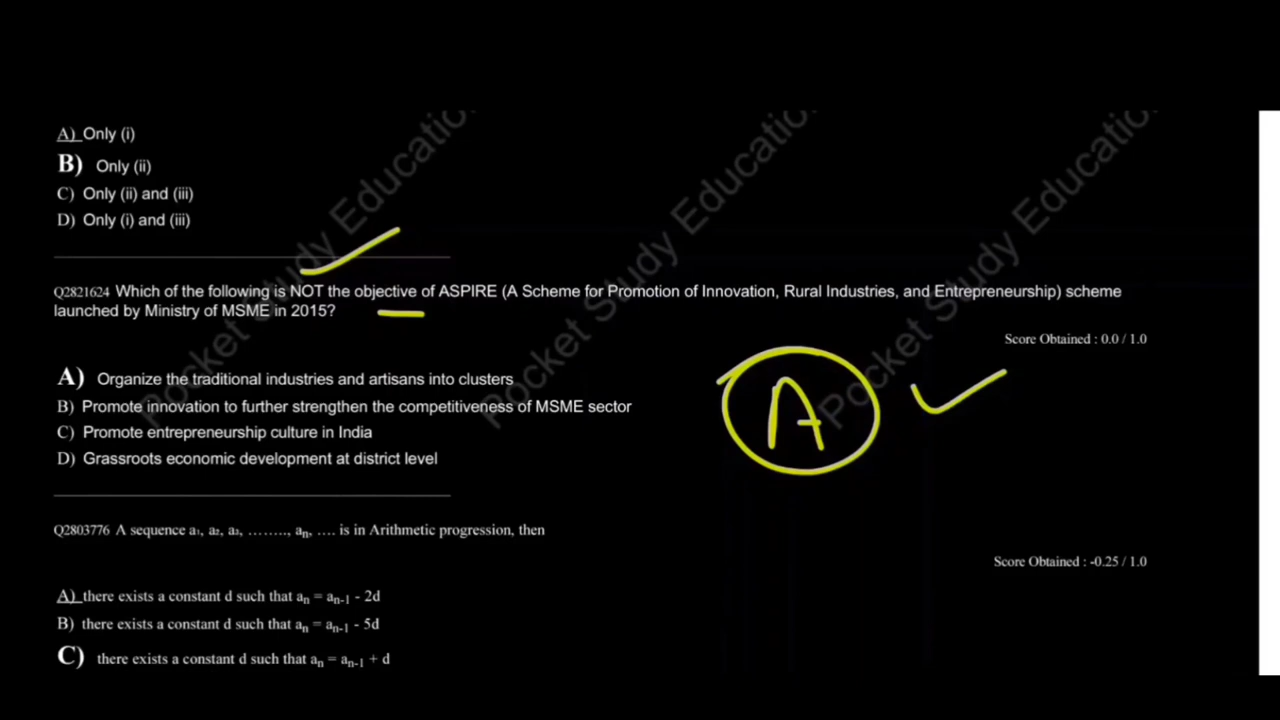 A) Only (i)
B) Only (ii)
C) Only (ii) and (iii)
D) Only (i) and (iii)
Q2821624 Which of the following is NOT the objective of ASPIRE (A Scheme for Promotion of Innovation, Rural Industries, and Entrepreneurship) scheme
launched by Ministry of MSME in 2015?
Score Obtained : 0.0 / 1.0
A) Organize the traditional industries and artisans into clusters
B) Promote innovation to further strengthen the competitiveness of MSME sector
C) Promote entrepreneurship culture in India
D) Grassroots economic development at district level
A
Q2803776 A sequence a₁, a₂, a₃, …….., aₙ, …. is in Arithmetic progression, then
Score Obtained : -0.25 / 1.0
A) there exists a constant d such that aₙ = aₙ₋₁ - 2d
B) there exists a constant d such that aₙ = aₙ₋₁ - 5d
C) there exists a constant d such that aₙ = aₙ₋₁ + d
Pocket Study Education
Pocket Study Education
Pocket Study Education